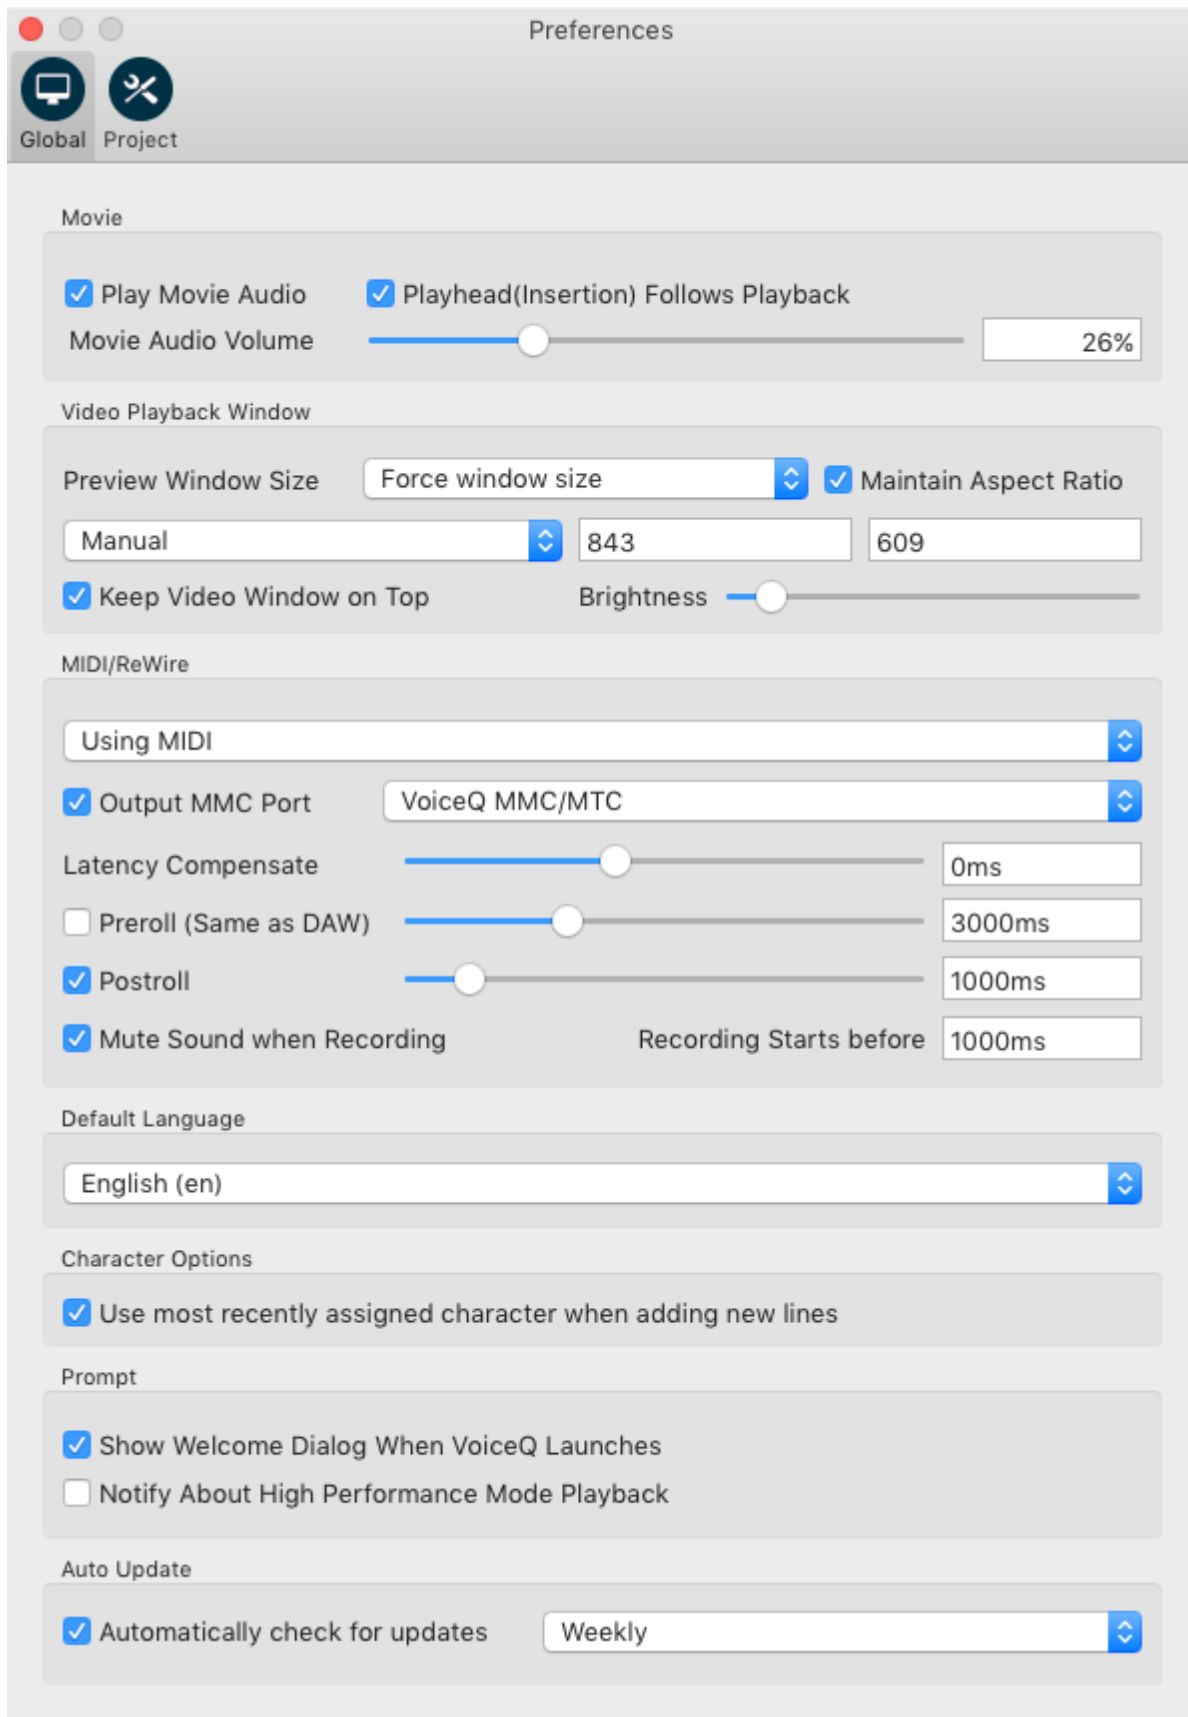 Preferences
Global Project
Movie
Play Movie Audio Playhead(Insertion) Follows Playback
Movie Audio Volume 26%
Video Playback Window
Preview Window Size Force window size Maintain Aspect Ratio
Manual 843 609
Keep Video Window on Top Brightness
MIDI/ReWire
Using MIDI
Output MMC Port VoiceQ MMC/MTC
Latency Compensate 0ms
Preroll (Same as DAW) 3000ms
Postroll 1000ms
Mute Sound when Recording Recording Starts before 1000ms
Default Language
English (en)
Character Options
Use most recently assigned character when adding new lines
Prompt
Show Welcome Dialog When VoiceQ Launches
Notify About High Performance Mode Playback
Auto Update
Automatically check for updates Weekly